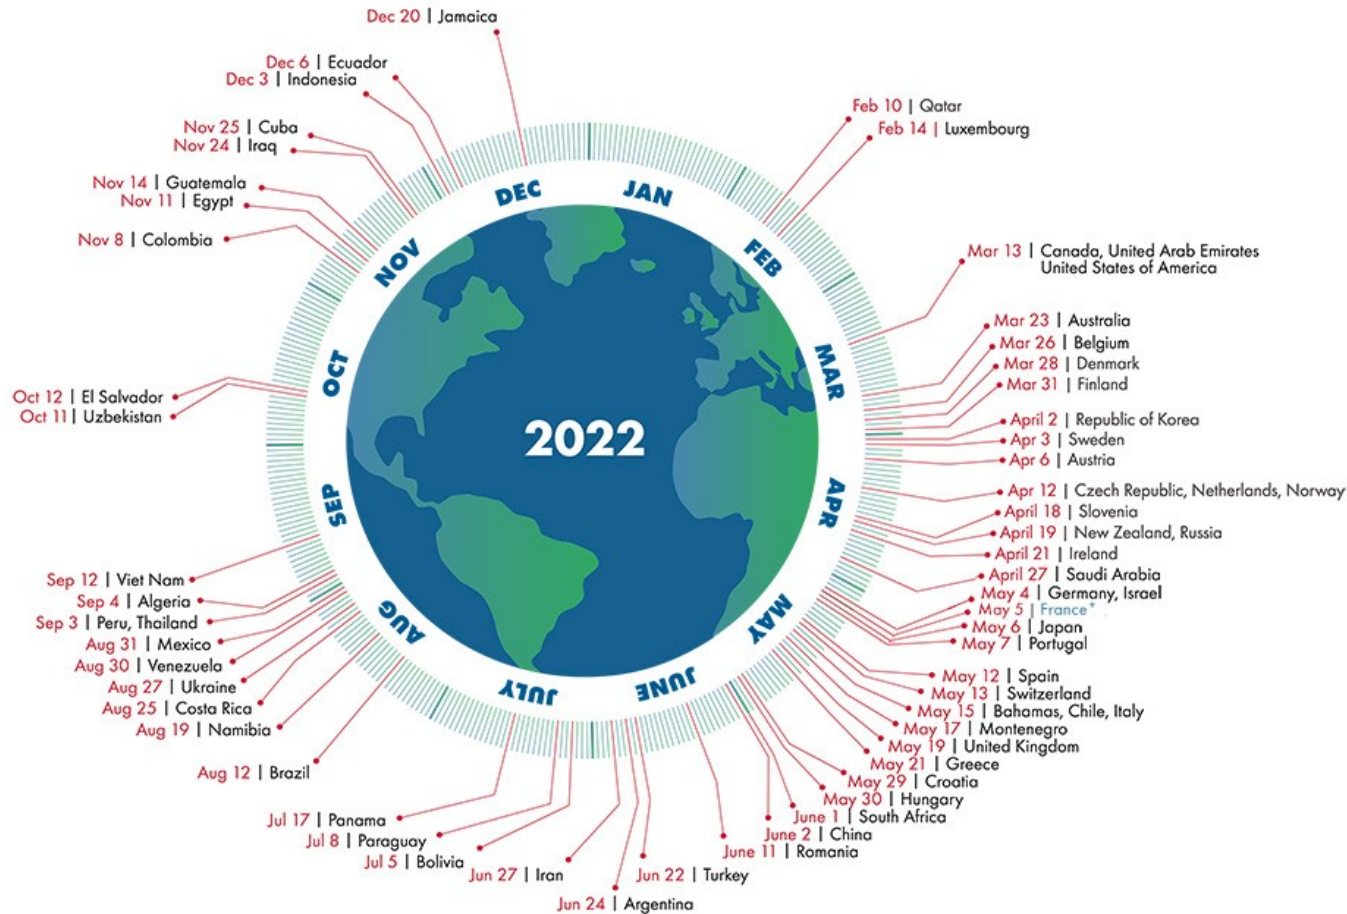 Dec 20 | Jamaica
Dec 6 | Ecuador
Dec 3 | Indonesia
Nov 25 | Cuba
Nov 24 | Iraq
Nov 14 | Guatemala
Nov 11 | Egypt
Nov 8 | Colombia
Oct 12 | El Salvador
Oct 11 | Uzbekistan
Sep 12 | Viet Nam
Sep 4 | Algeria
Sep 3 | Peru, Thailand
Aug 31 | Mexico
Aug 30 | Venezuela
Aug 27 | Ukraine
Aug 25 | Costa Rica
Aug 19 | Namibia
Aug 12 | Brazil
Jul 17 | Panama
Jul 8 | Paraguay
Jul 5 | Bolivia
Jun 27 | Iran
Jun 24 | Argentina
Jun 22 | Turkey
Feb 10 | Qatar
Feb 14 | Luxembourg
Mar 13 | Canada, United Arab Emirates
United States of America
Mar 23 | Australia
Mar 26 | Belgium
Mar 28 | Denmark
Mar 31 | Finland
April 2 | Republic of Korea
Apr 3 | Sweden
Apr 6 | Austria
Apr 12 | Czech Republic, Netherlands, Norway
April 18 | Slovenia
April 19 | New Zealand, Russia
April 21 | Ireland
April 27 | Saudi Arabia
May 4 | Germany, Israel
May 5 | France*
May 6 | Japan
May 7 | Portugal
May 12 | Spain
May 13 | Switzerland
May 15 | Bahamas, Chile, Italy
May 17 | Montenegro
May 19 | United Kingdom
May 21 | Greece
May 29 | Croatia
May 30 | Hungary
June 1 | South Africa
June 2 | China
June 11 | Romania
JAN
FEB
MAR
APR
MAY
JUNE
JULY
AUG
SEP
OCT
NOV
DEC
2022